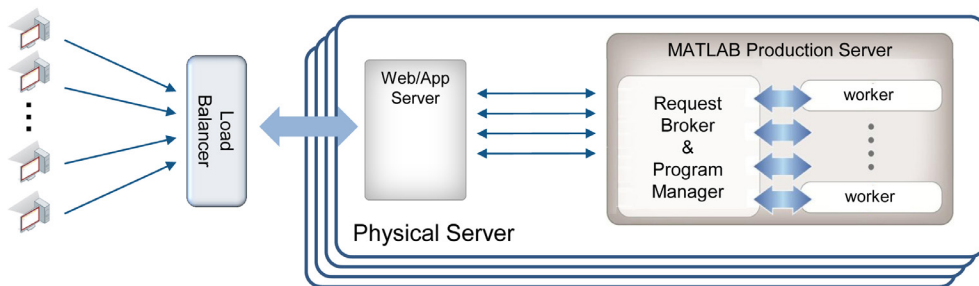 Load
Balancer
Web/App
Server
MATLAB Production Server
Request
Broker
&
Program
Manager
worker
worker
Physical Server